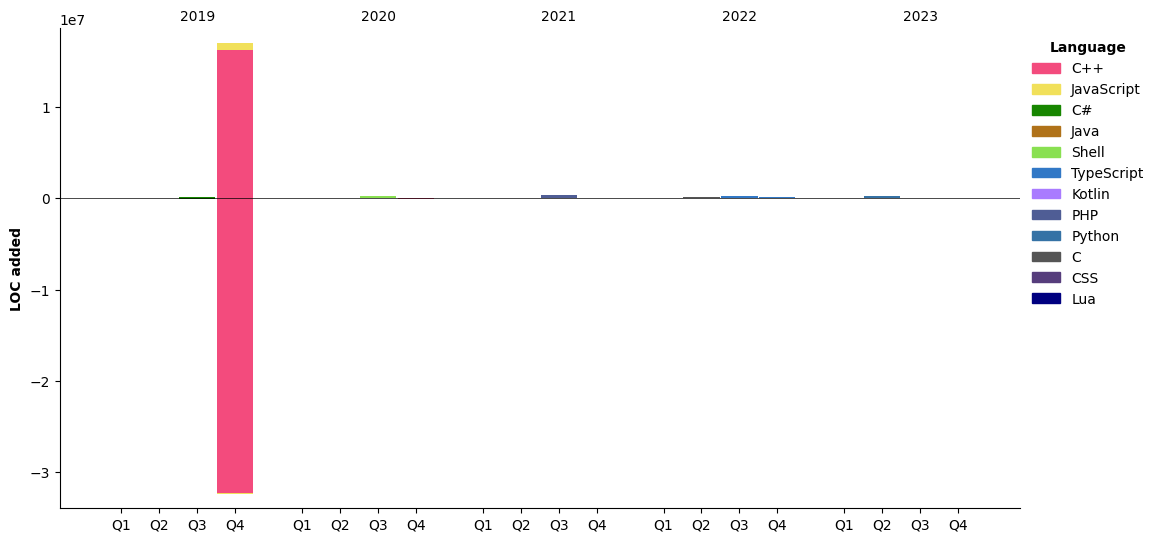 1e7
2019 2020 2021 2022 2023
LOC added
1
0
−1
−2
−3
Q1 Q2 Q3 Q4 Q1 Q2 Q3 Q4 Q1 Q2 Q3 Q4 Q1 Q2 Q3 Q4 Q1 Q2 Q3 Q4
Language
C++
JavaScript
C#
Java
Shell
TypeScript
Kotlin
PHP
Python
C
CSS
Lua